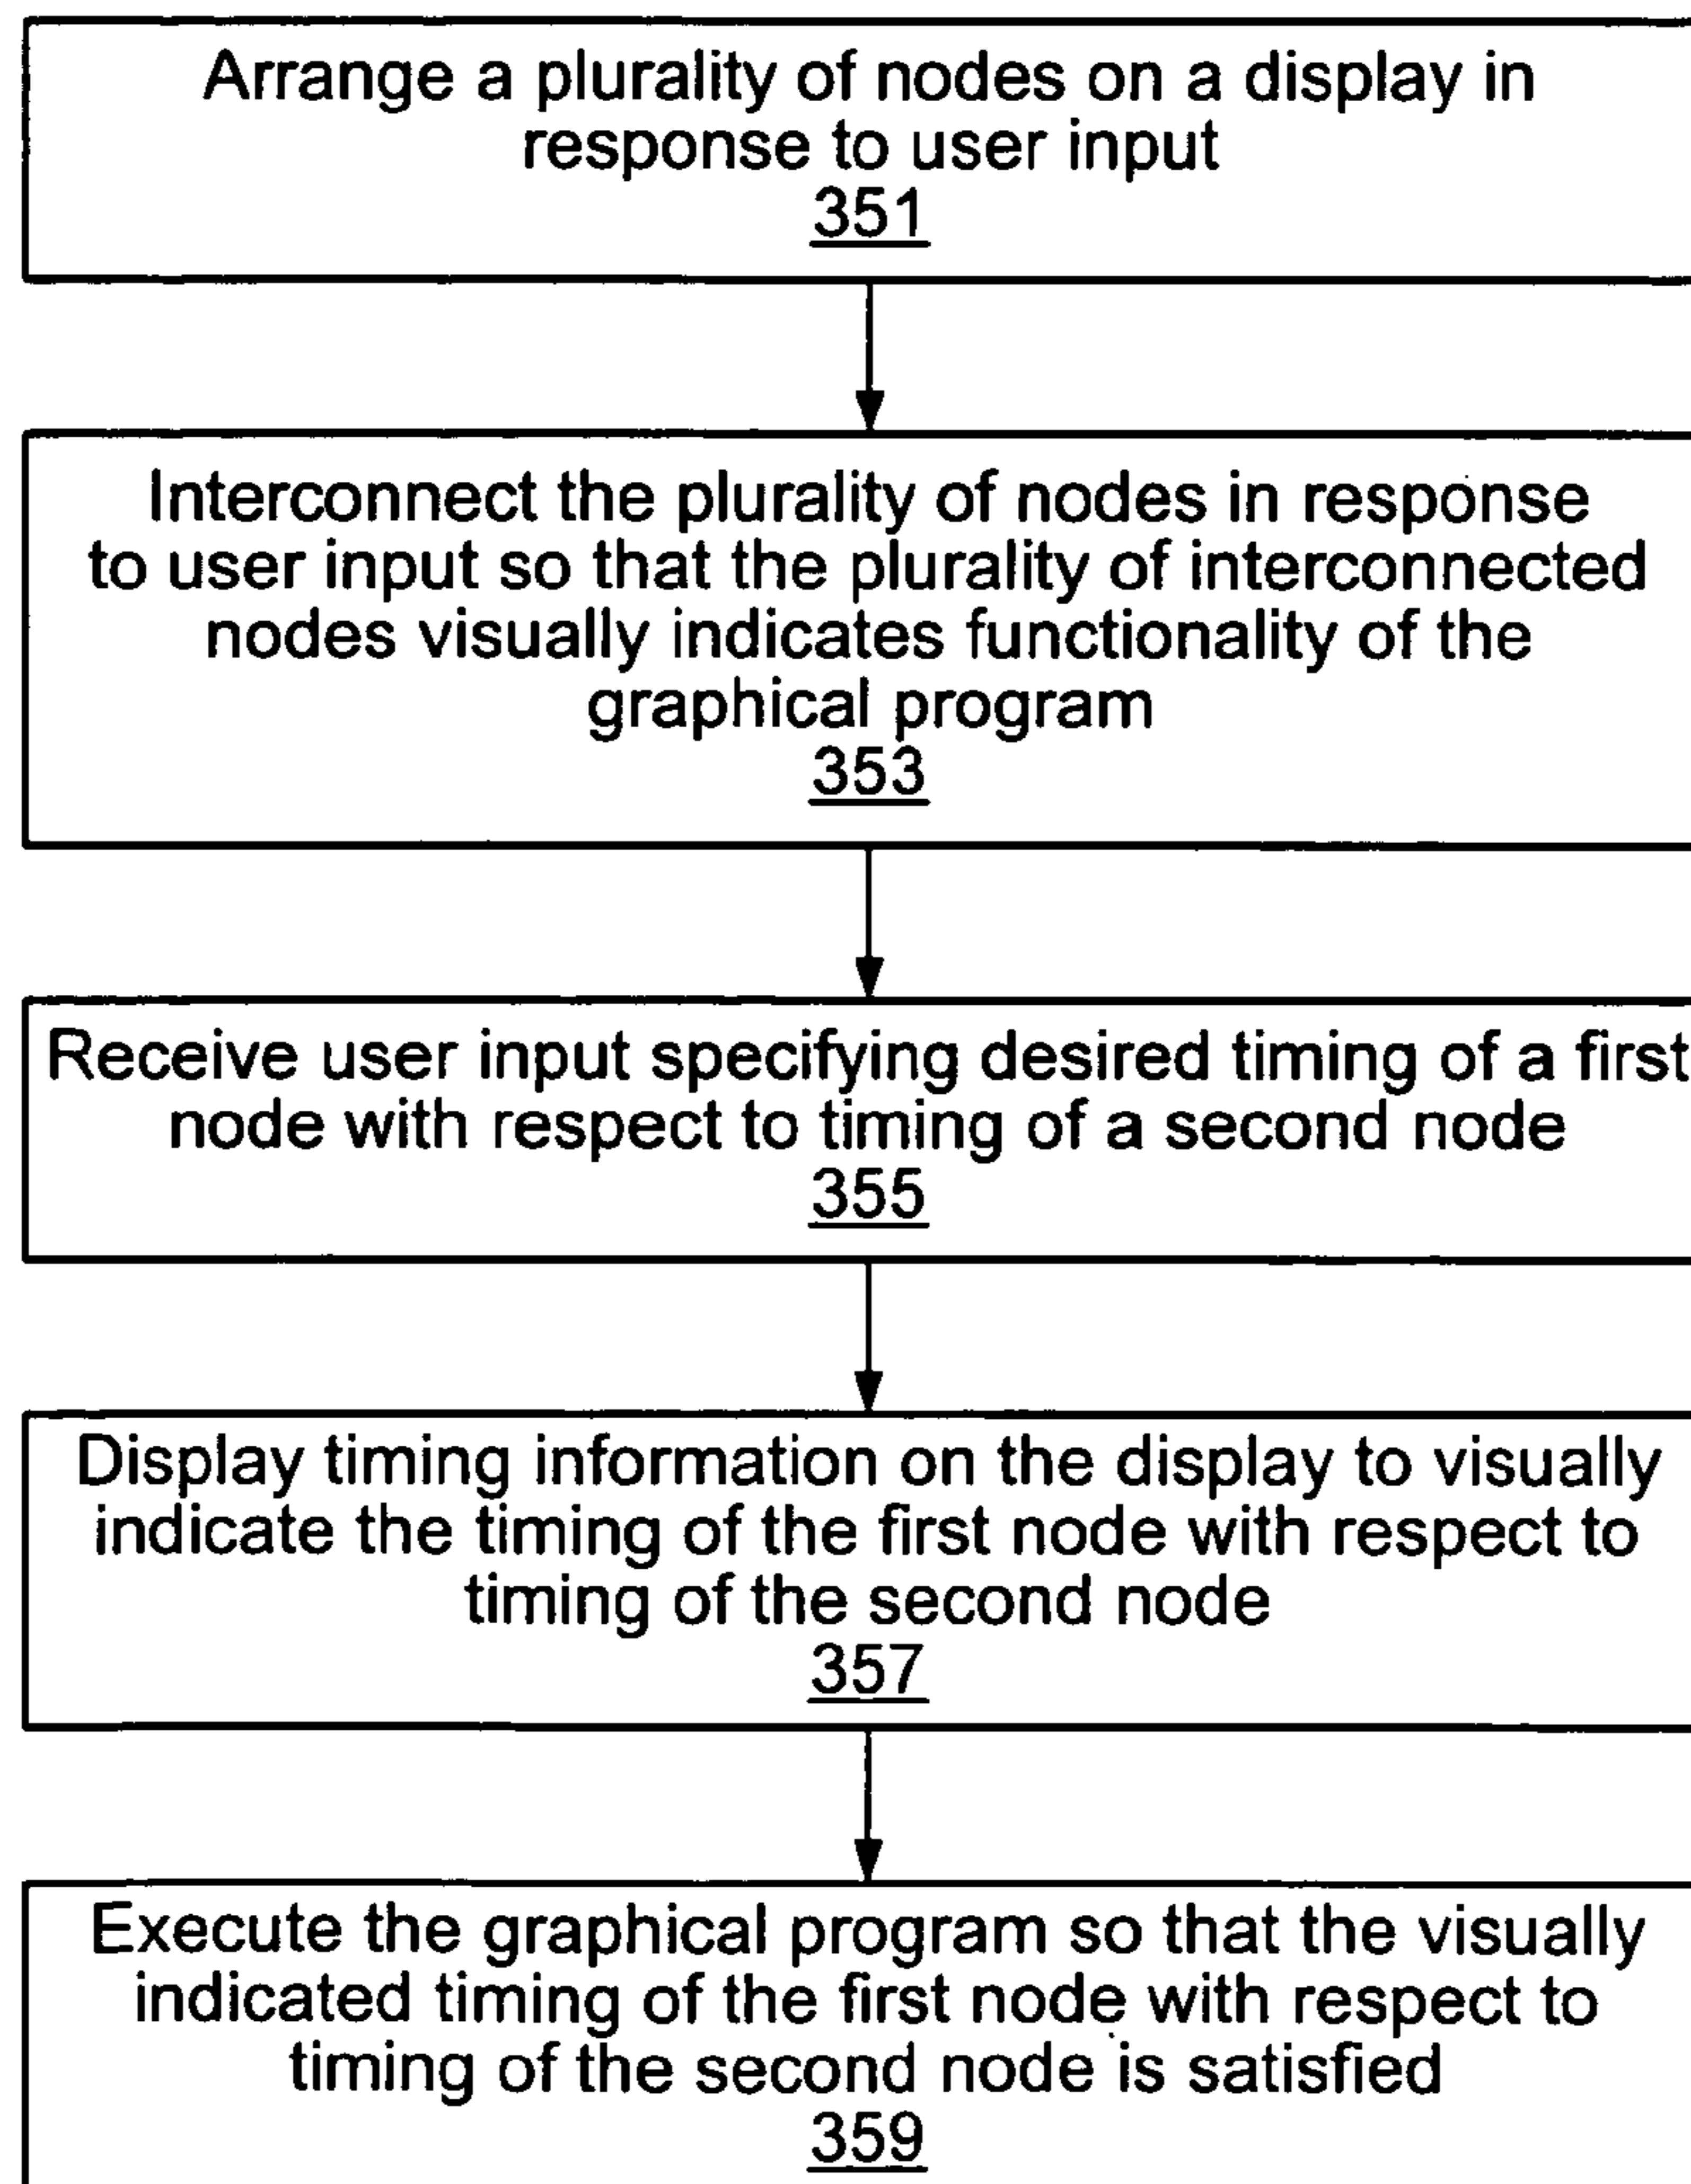 Arrange a plurality of nodes on a display in
response to user input
351
Interconnect the plurality of nodes in response
to user input so that the plurality of interconnected
nodes visually indicates functionality of the
graphical program
353
Receive user input specifying desired timing of a first
node with respect to timing of a second node
355
Display timing information on the display to visually
indicate the timing of the first node with respect to
timing of the second node
357
Execute the graphical program so that the visually
indicated timing of the first node with respect to
timing of the second node is satisfied
359